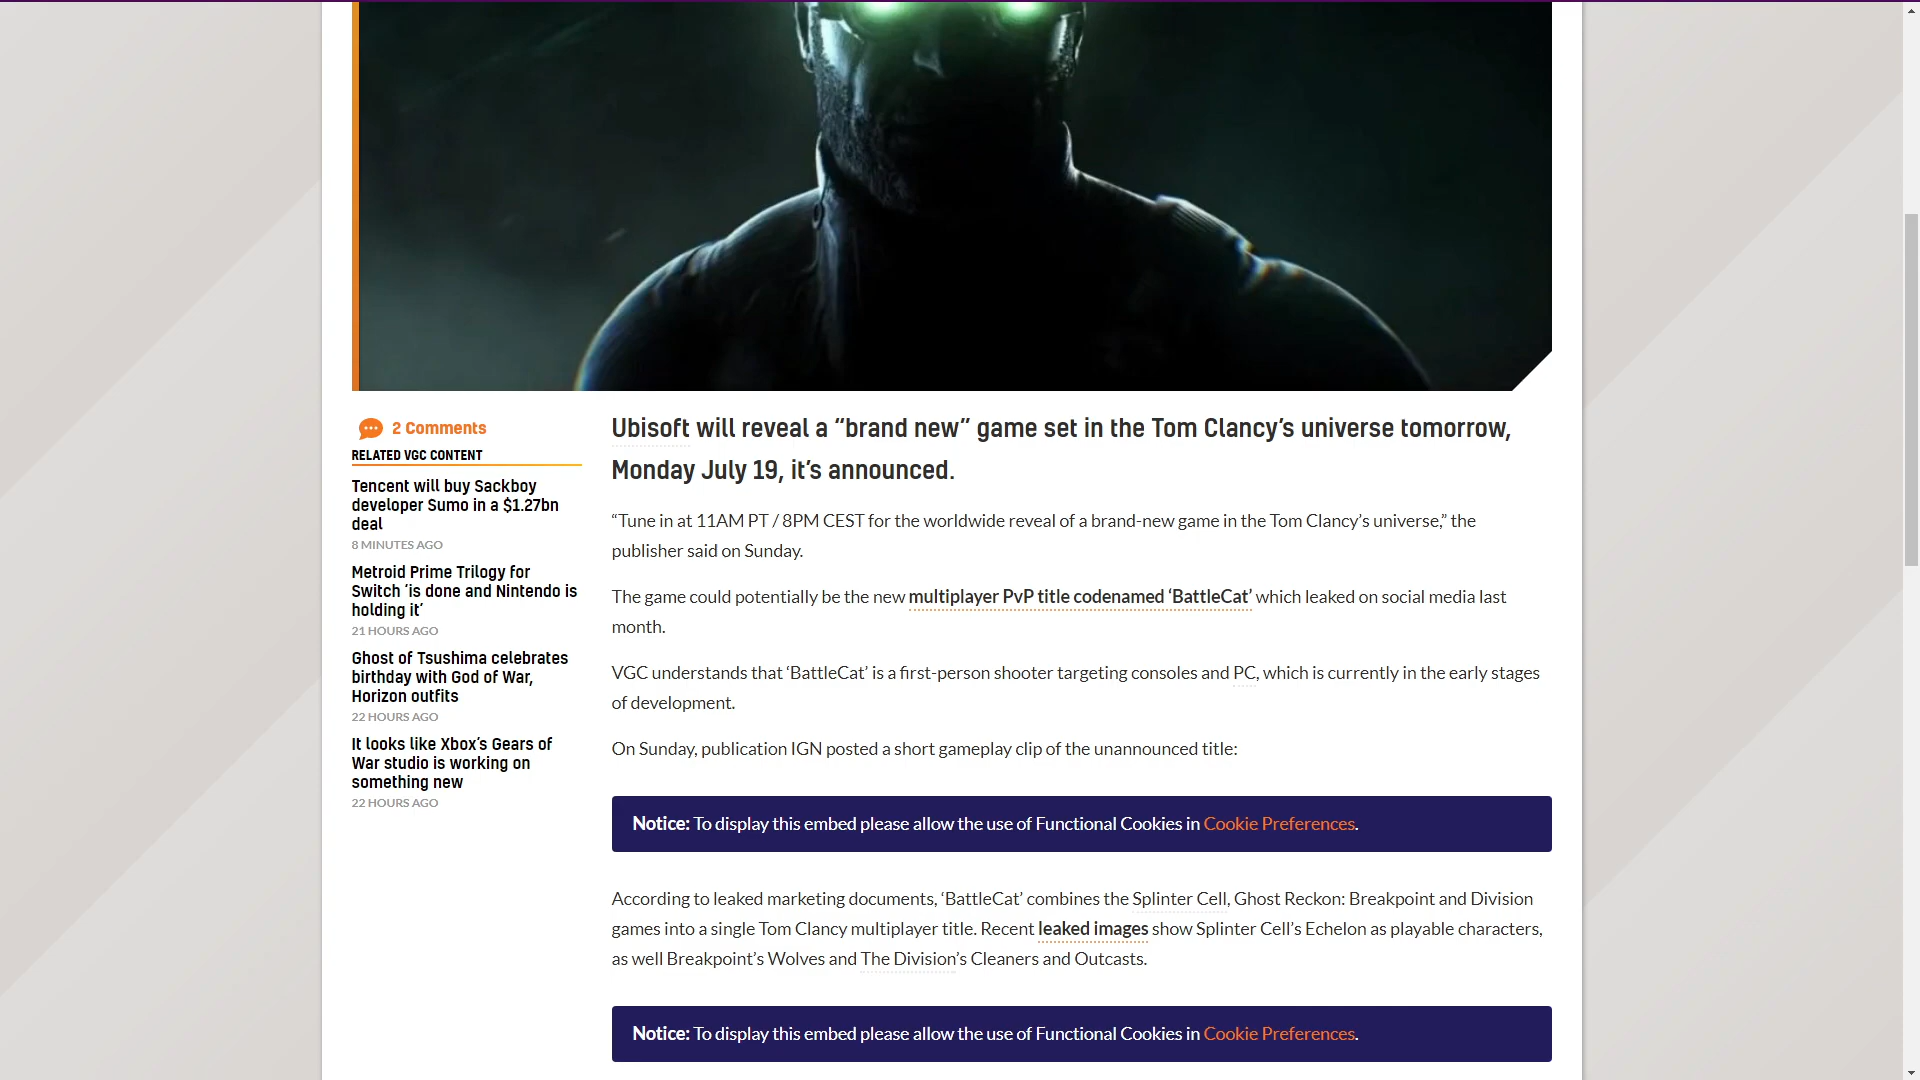 2 Comments
RELATED VGC CONTENT
Tencent will buy Sackboy
developer Sumo in a $1.27bn
deal
8 MINUTES AGO
Metroid Prime Trilogy for
Switch ‘is done and Nintendo is
holding it’
21 HOURS AGO
Ghost of Tsushima celebrates
birthday with God of War,
Horizon outfits
22 HOURS AGO
It looks like Xbox’s Gears of
War studio is working on
something new
22 HOURS AGO
Ubisoft will reveal a “brand new” game set in the Tom Clancy’s universe tomorrow,
Monday July 19, it’s announced.
“Tune in at 11AM PT / 8PM CEST for the worldwide reveal of a brand-new game in the Tom Clancy’s universe,” the
publisher said on Sunday.
The game could potentially be the new multiplayer PvP title codenamed ‘BattleCat’ which leaked on social media last
month.
VGC understands that ‘BattleCat’ is a first-person shooter targeting consoles and PC, which is currently in the early stages
of development.
On Sunday, publication IGN posted a short gameplay clip of the unannounced title:
Notice: To display this embed please allow the use of Functional Cookies in Cookie Preferences.
According to leaked marketing documents, ‘BattleCat’ combines the Splinter Cell, Ghost Reckon: Breakpoint and Division
games into a single Tom Clancy multiplayer title. Recent leaked images show Splinter Cell’s Echelon as playable characters,
as well Breakpoint’s Wolves and The Division’s Cleaners and Outcasts.
Notice: To display this embed please allow the use of Functional Cookies in Cookie Preferences.